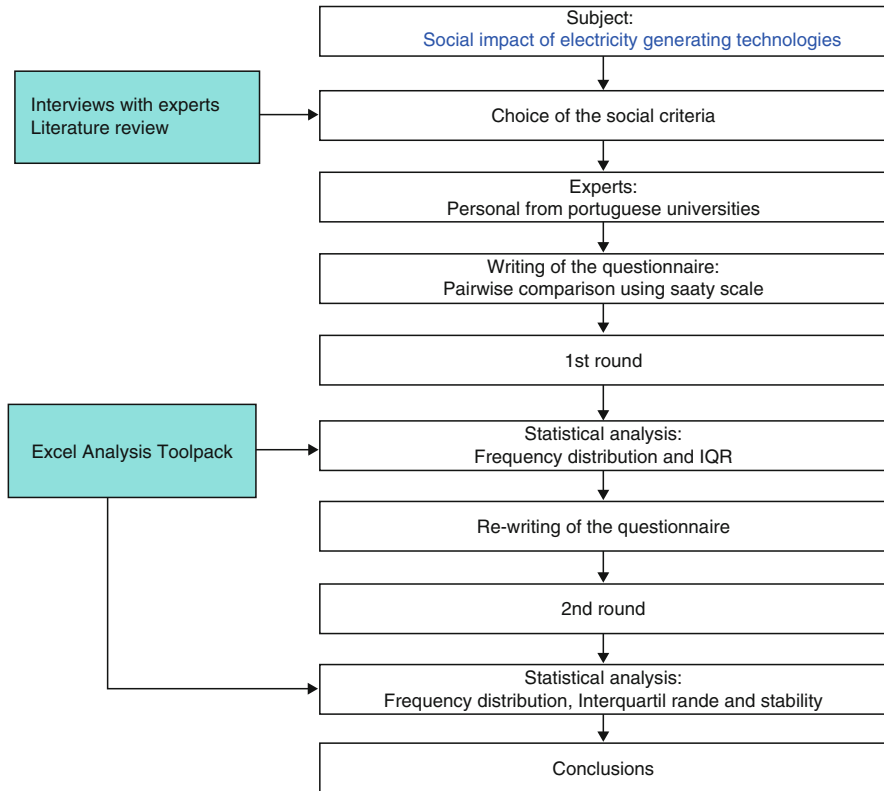 Subject:
Social impact of electricity generating technologies
Interviews with experts
Literature review
Choice of the social criteria
Experts:
Personal from portuguese universities
Writing of the questionnaire:
Pairwise comparison using saaty scale
1st round
Excel Analysis Toolpack
Statistical analysis:
Frequency distribution and IQR
Re-writing of the questionnaire
2nd round
Statistical analysis:
Frequency distribution, Interquartil rande and stability
Conclusions